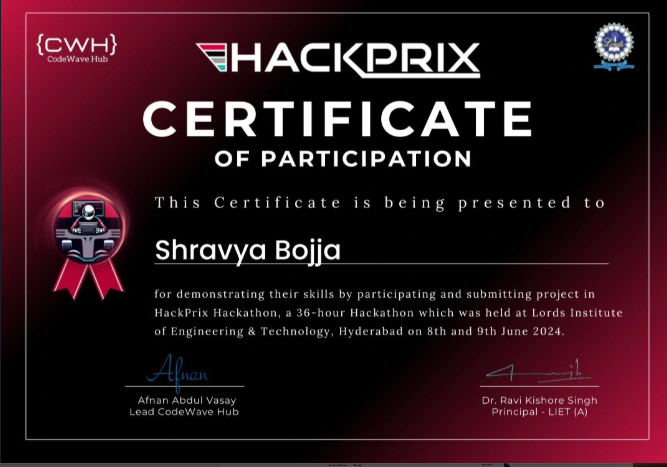 {CWH}
CodeWave Hub
HACKPRIX
Lords
CERTIFICATE
OF PARTICIPATION
This Certificate is being presented to
Shravya Bojja
for demonstrating their skills by participating and submitting project in
HackPrix Hackathon, a 36-hour Hackathon which was held at Lords Institute
of Engineering & Technology, Hyderabad on 8th and 9th June 2024.
Afnan
Afnan Abdul Vasay
Lead CodeWave Hub
Dr. Ravi Kishore Singh
Principal - LIET (A)